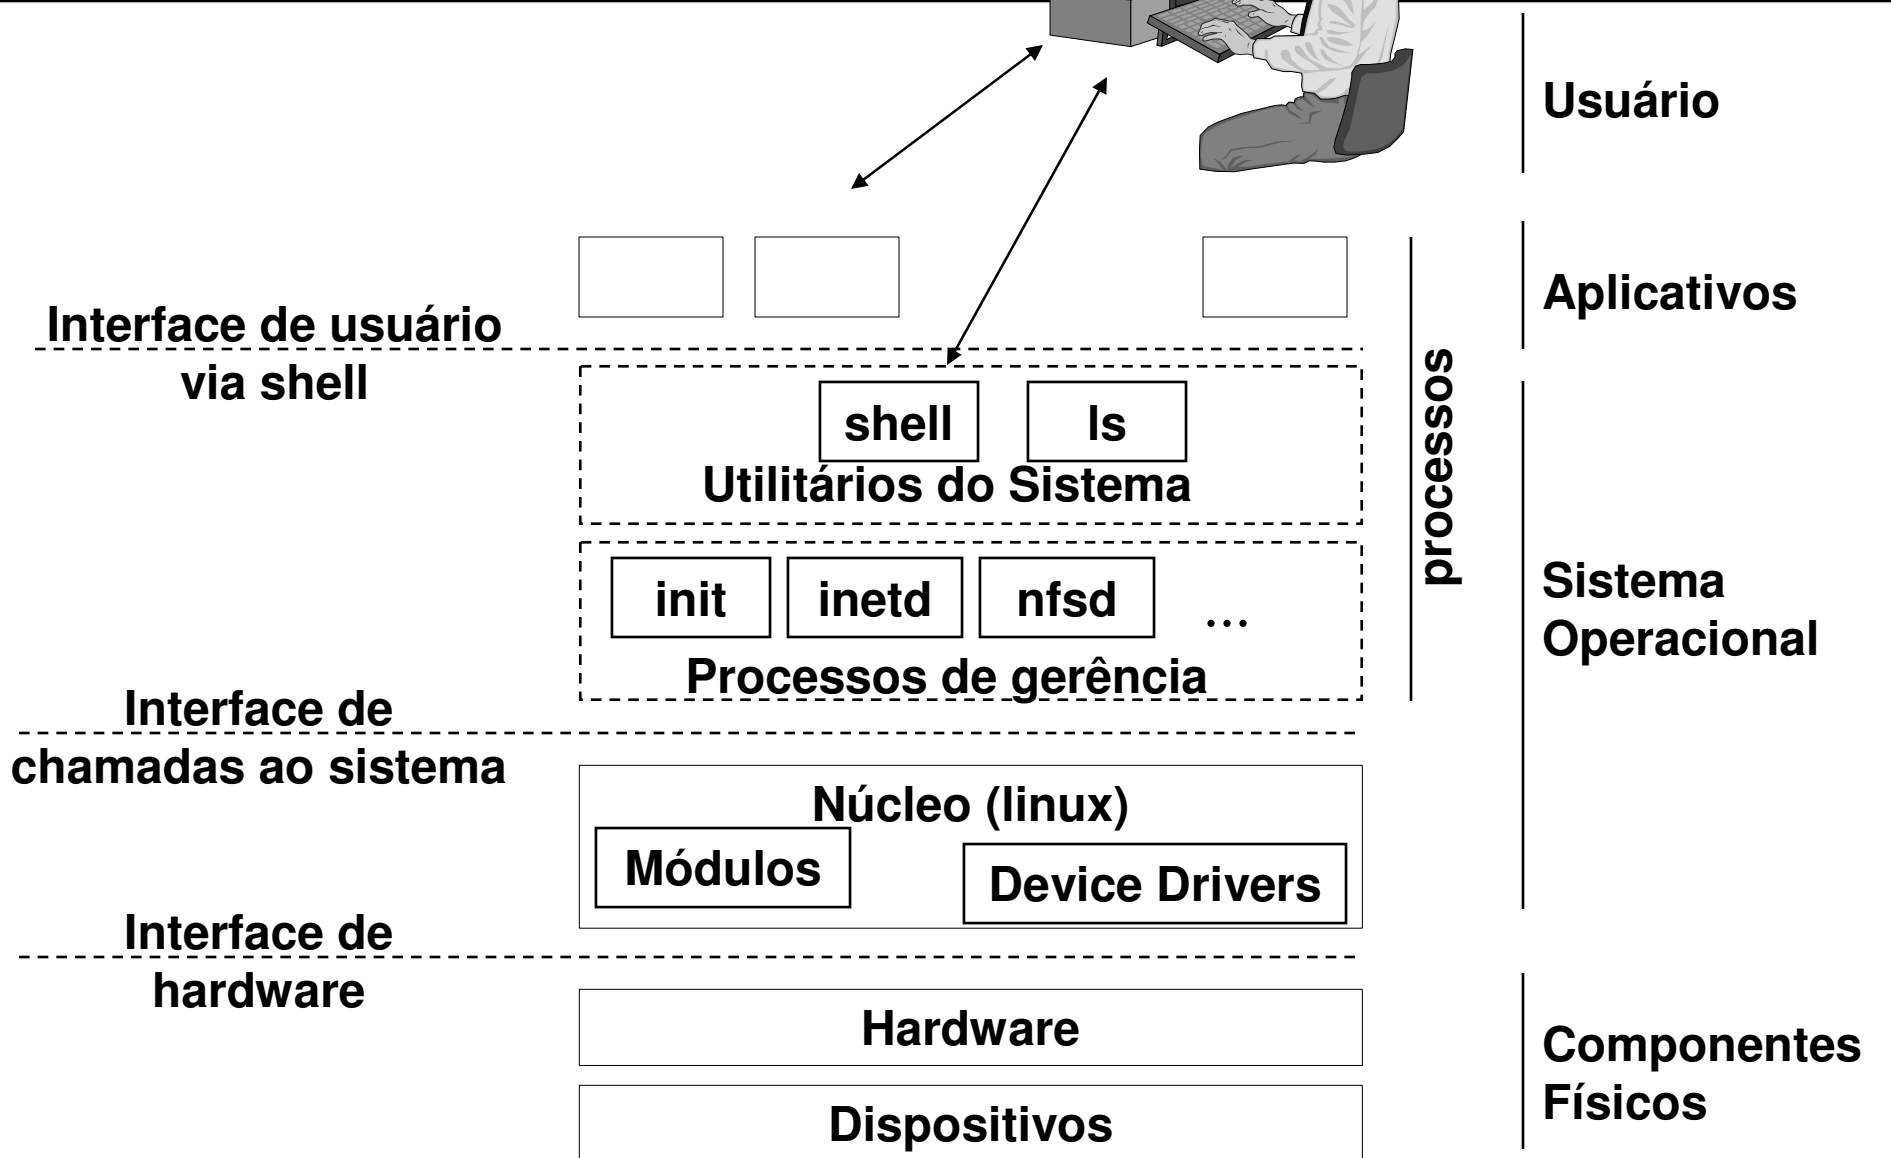 Usuário
Aplicativos
Interface de usuário
via shell
shell
ls
Utilitários do Sistema
processos
init
inetd
nfsd
...
Processos de gerência
Sistema
Operacional
Interface de
chamadas ao sistema
Núcleo (linux)
Módulos
Device Drivers
Interface de
hardware
Hardware
Componentes
Físicos
Dispositivos